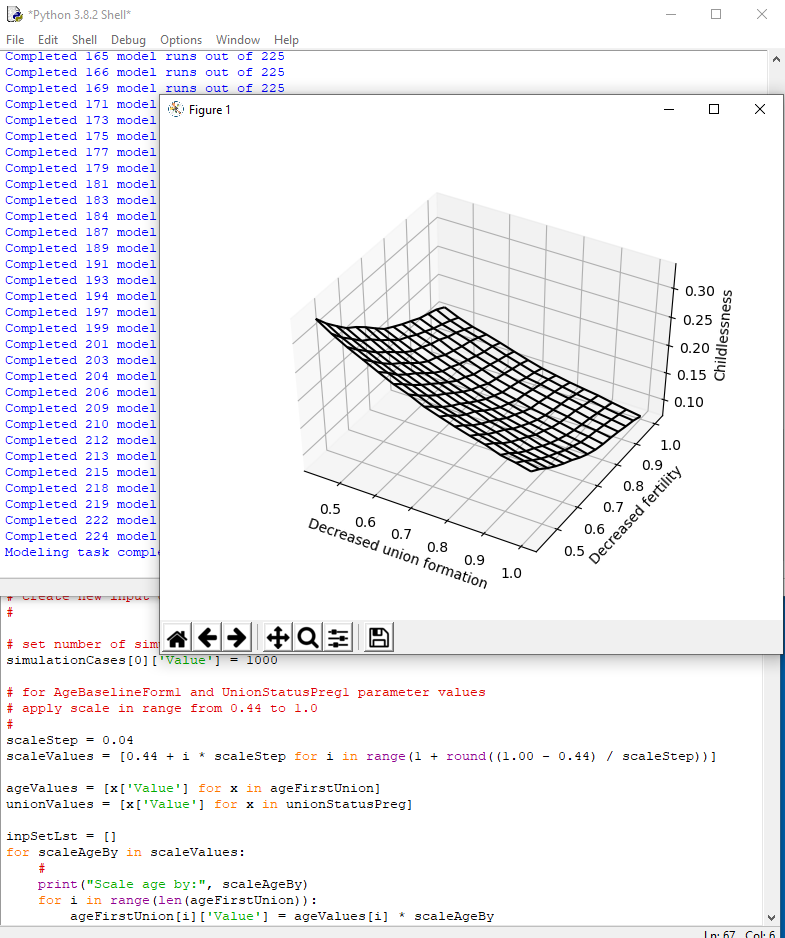 *Python 3.8.2 Shell*
File Edit Shell Debug Options Window Help
Completed 165 model runs out of 225
Completed 166 model runs out of 225
Completed 169 model runs out of 225
Completed 171 model
Completed 173 model
Completed 175 model
Completed 177 model
Completed 179 model
Completed 181 model
Completed 183 model
Completed 184 model
Completed 187 model
Completed 189 model
Completed 191 model
Completed 193 model
Completed 194 model
Completed 197 model
Completed 199 model
Completed 201 model
Completed 203 model
Completed 204 model
Completed 206 model
Completed 209 model
Completed 210 model
Completed 212 model
Completed 213 model
Completed 215 model
Completed 218 model
Completed 219 model
Completed 222 model
Completed 224 model
Modeling task comple
Figure 1
0.30
0.25
0.20
0.15
0.10
Childlessness
1.0
0.9
0.8
0.7
0.6
0.5
Decreased fertility
0.5
0.6
0.7
0.8
0.9
1.0
Decreased union formation
# Create new input
#
# set number of sim
simulationCases[0]['Value'] = 1000
# for AgeBaselineForm1 and UnionStatusPreg1 parameter values
# apply scale in range from 0.44 to 1.0
#
scaleStep = 0.04
scaleValues = [0.44 + i * scaleStep for i in range(1 + round((1.00 - 0.44) / scaleStep))]
ageValues = [x['Value'] for x in ageFirstUnion]
unionValues = [x['Value'] for x in unionStatusPreg]
inpSetLst = []
for scaleAgeBy in scaleValues:
#
print("Scale age by:", scaleAgeBy)
for i in range(len(ageFirstUnion)):
ageFirstUnion[i]['Value'] = ageValues[i] * scaleAgeBy
Ln: 67 Col: 6